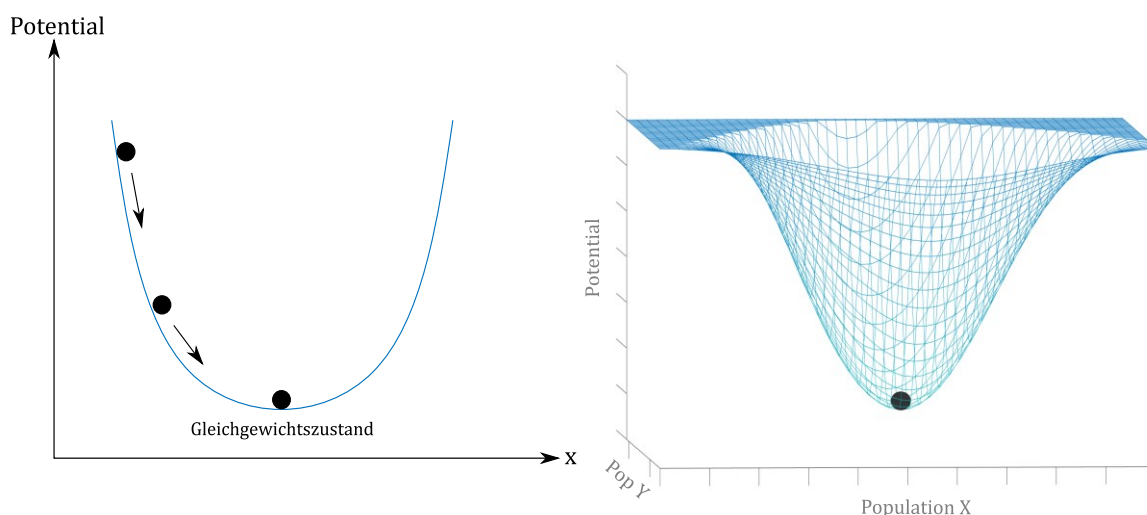 Potential
Gleichgewichtszustand
x
Potential
Pop Y
Population X